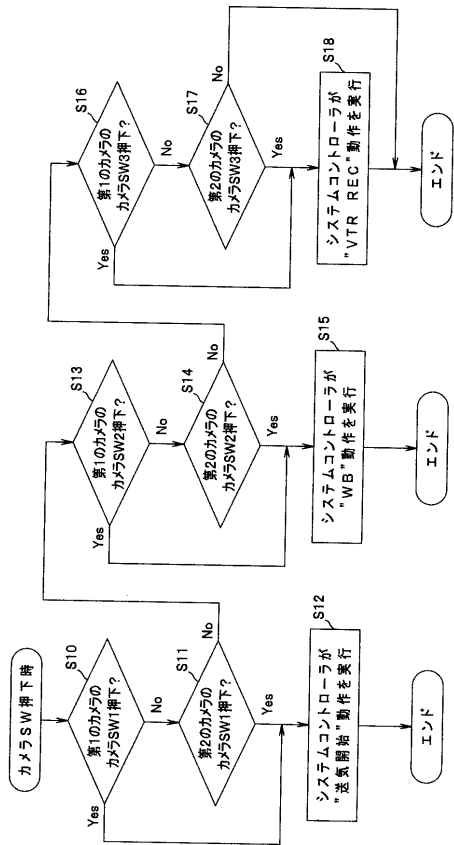 カメラSW押下時
S10
第1のカメラの
カメラSW1押下?
Yes
No
S11
第2のカメラの
カメラSW1押下?
No
Yes
S12
システムコントローラが
"送気開始"動作を実行
エンド
S13
第1のカメラの
カメラSW2押下?
Yes
No
S14
第2のカメラの
カメラSW2押下?
No
Yes
S15
システムコントローラが
"WB"動作を実行
エンド
S16
第1のカメラの
カメラSW3押下?
Yes
No
S17
第2のカメラの
カメラSW3押下?
No
Yes
S18
システムコントローラが
"VTR REC"動作を実行
エンド